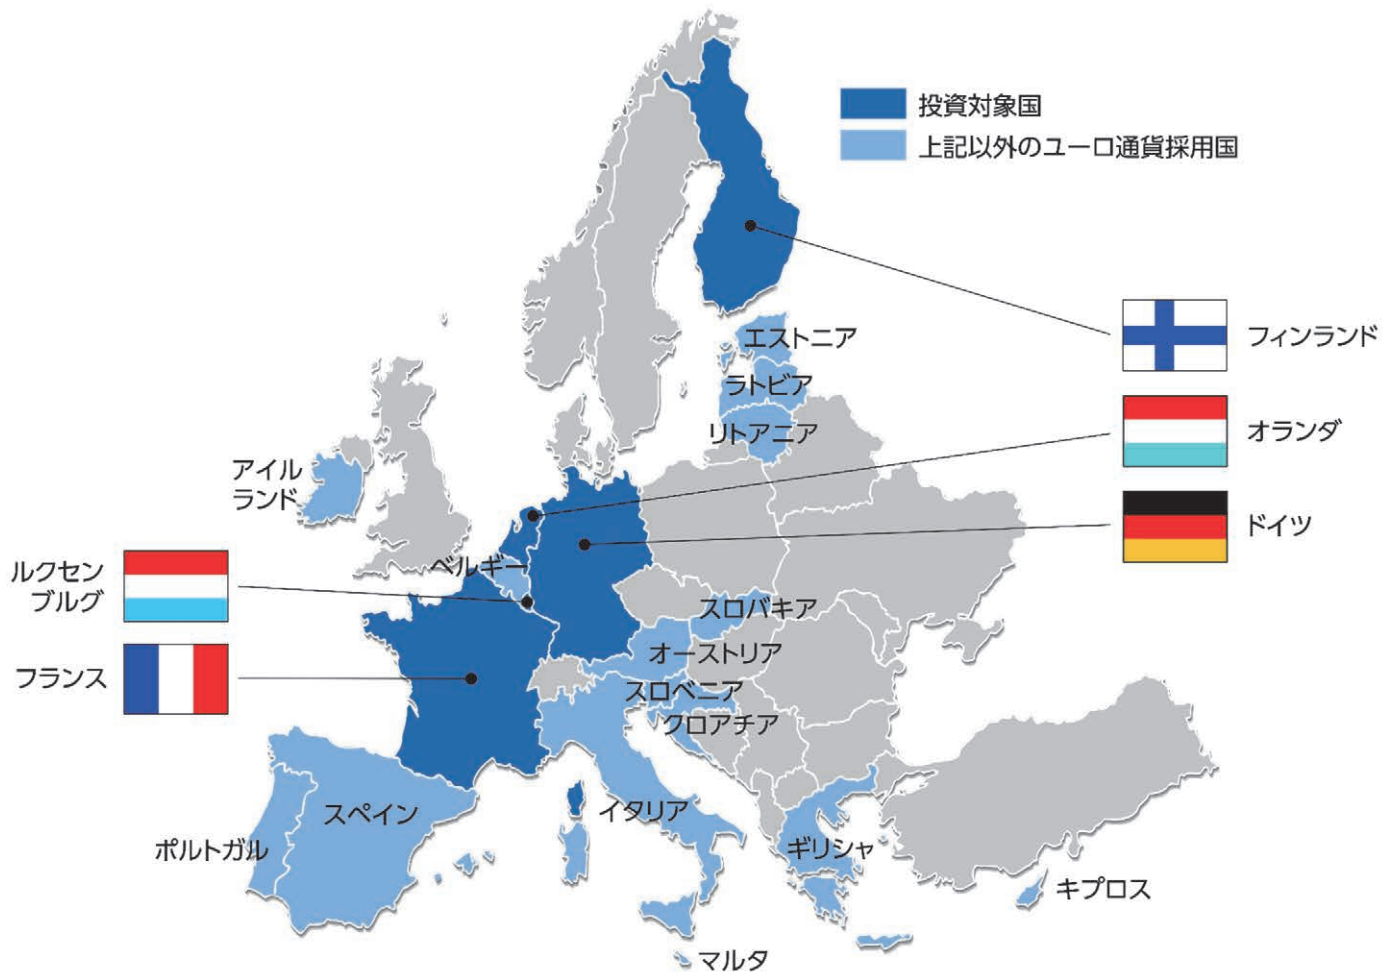 投資対象国
上記以外のユーロ通貨採用国
フィンランド
エストニア
ラトビア
オランダ
リトアニア
アイル
ランド
ドイツ
ベルギー
ルクセン
ブルグ
スロバキア
オーストリア
フランス
スロベニア
クロアチア
スペイン
イタリア
ポルトガル
ギリシャ
キプロス
マルタ